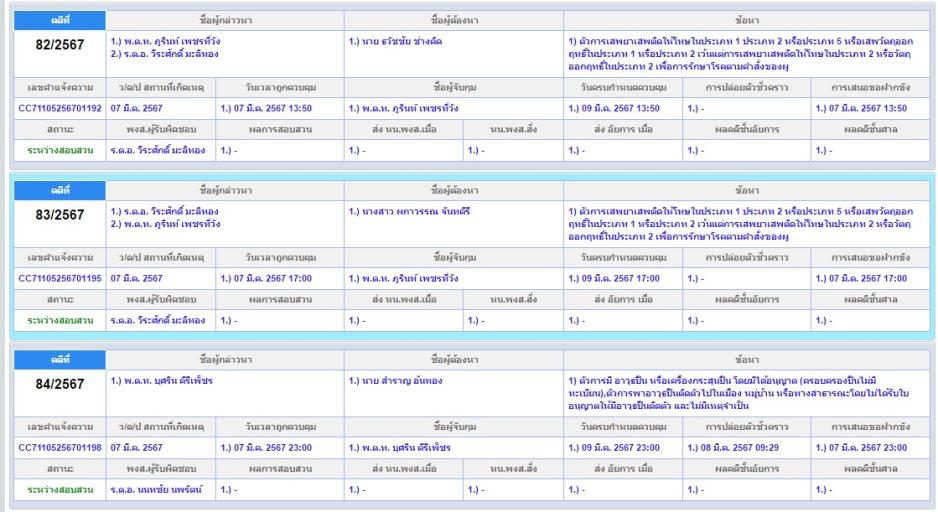 คดีที่ ชื่อผู้กล่าวหา ชื่อผู้ต้องหา ข้อหา
82/2567 1.) พ.ต.ท. ภูรินท์ เพชรที่วัง 1.) นาย ธวัชชัย ช่างคิด 1) ตัวการเสพยาเสพติดให้โทษในประเภท 1 ประเภท 2 หรือประเภท 5 หรือเสพวัตถุออก
2.) ร.ต.อ. วีระศักดิ์ มะลิทอง ฤทธิ์ในประเภท 1 หรือประเภท 2 เว้นแต่การเสพยาเสพติดให้โทษในประเภท 2 หรือวัตถุ
ออกฤทธิ์ในประเภท 2 เพื่อการรักษาโรคตามคำสั่งของผู
เลขคำแจ้งความ ว/ด/ป สถานที่เกิดเหตุ วันเวลาถูกควบคุม ชื่อผู้จับกุม วันครบกำหนดควบคุม การปล่อยตัวชั่วคราว การเสนอขอฝากขัง
CC71105256701192 07 มี.ค. 2567 1.) 07 มี.ค. 2567 13:50 1.) พ.ต.ท. ภูรินท์ เพชรที่วัง 1.) 09 มี.ค. 2567 13:50 1.) - 1.) 07 มี.ค. 2567 13:50
สถานะ พงส.ผู้รับผิดชอบ ผลการสอบสวน ส่ง หน.พงส.เมื่อ หน.พงส.สั่ง ส่ง อัยการ เมื่อ ผลคดีชั้นอัยการ ผลคดีชั้นศาล
ระหว่างสอบสวน ร.ต.อ. วีระศักดิ์ มะลิทอง 1.) - 1.) - 1.) - 1.) - 1.) - 1.) -
คดีที่ ชื่อผู้กล่าวหา ชื่อผู้ต้องหา ข้อหา
83/2567 1.) ร.ต.อ. วีระศักดิ์ มะลิทอง 1.) นางสาว ผกาวรรณ จันทคีรี 1) ตัวการเสพยาเสพติดให้โทษในประเภท 1 ประเภท 2 หรือประเภท 5 หรือเสพวัตถุออก
2.) พ.ต.ท. ภูรินท์ เพชรที่วัง ฤทธิ์ในประเภท 1 หรือประเภท 2 เว้นแต่การเสพยาเสพติดให้โทษในประเภท 2 หรือวัตถุ
ออกฤทธิ์ในประเภท 2 เพื่อการรักษาโรคตามคำสั่งของผู
เลขคำแจ้งความ ว/ด/ป สถานที่เกิดเหตุ วันเวลาถูกควบคุม ชื่อผู้จับกุม วันครบกำหนดควบคุม การปล่อยตัวชั่วคราว การเสนอขอฝากขัง
CC71105256701195 07 มี.ค. 2567 1.) 07 มี.ค. 2567 17:00 1.) พ.ต.ท. ภูรินท์ เพชรที่วัง 1.) 09 มี.ค. 2567 17:00 1.) - 1.) 07 มี.ค. 2567 17:00
สถานะ พงส.ผู้รับผิดชอบ ผลการสอบสวน ส่ง หน.พงส.เมื่อ หน.พงส.สั่ง ส่ง อัยการ เมื่อ ผลคดีชั้นอัยการ ผลคดีชั้นศาล
ระหว่างสอบสวน ร.ต.อ. วีระศักดิ์ มะลิทอง 1.) - 1.) - 1.) - 1.) - 1.) - 1.) -
คดีที่ ชื่อผู้กล่าวหา ชื่อผู้ต้องหา ข้อหา
84/2567 1.) พ.ต.ท. บุศริน คีรีเพ็ชร 1.) นาย สำราญ อ้นทอง 1) ตัวการมี อาวุธปืน หรือเครื่องกระสุนปืน โดยมิได้อนุญาต (ครอบครองปืนไม่มี
ทะเบียน),ตัวการพาอาวุธปืนติดตัวไปในเมือง หมู่บ้าน หรือทางสาธารณะโดยไม่ได้รับใบ
อนุญาตให้มีอาวุธปืนติดตัว และไม่มีเหตุจำเป็น
เลขคำแจ้งความ ว/ด/ป สถานที่เกิดเหตุ วันเวลาถูกควบคุม ชื่อผู้จับกุม วันครบกำหนดควบคุม การปล่อยตัวชั่วคราว การเสนอขอฝากขัง
CC71105256701198 07 มี.ค. 2567 1.) 07 มี.ค. 2567 23:00 1.) พ.ต.ท. บุศริน คีรีเพ็ชร 1.) 09 มี.ค. 2567 23:00 1.) 08 มี.ค. 2567 09:29 1.) 07 มี.ค. 2567 23:00
สถานะ พงส.ผู้รับผิดชอบ ผลการสอบสวน ส่ง หน.พงส.เมื่อ หน.พงส.สั่ง ส่ง อัยการ เมื่อ ผลคดีชั้นอัยการ ผลคดีชั้นศาล
ระหว่างสอบสวน ร.ต.อ. นนทชัย นพรัตน์ 1.) - 1.) - 1.) - 1.) - 1.) - 1.) -